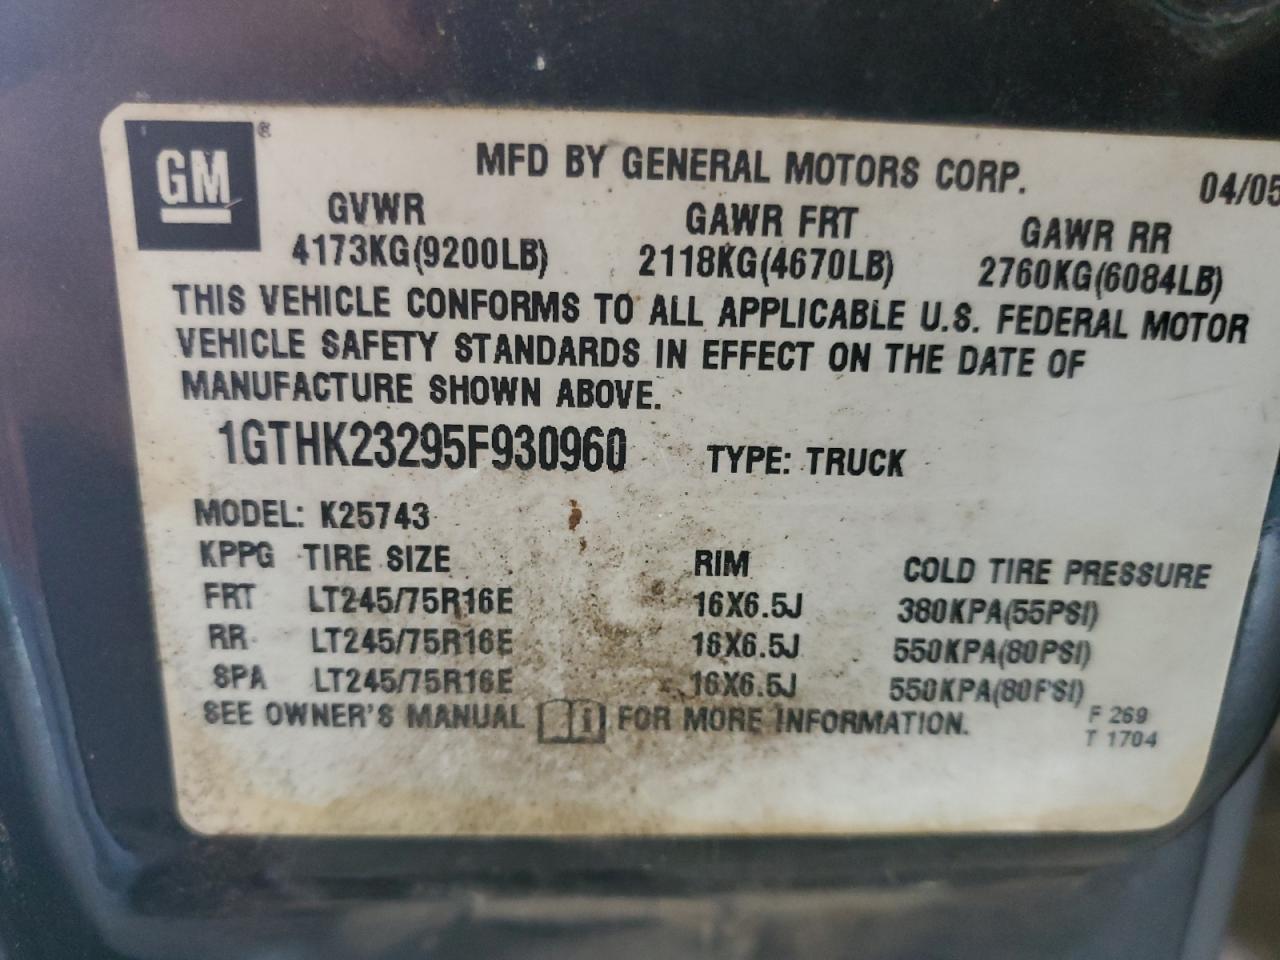 GM ®
MFD BY GENERAL MOTORS CORP. 04/05
GVWR GAWR FRT GAWR RR
4173KG(9200LB) 2118KG(4670LB) 2760KG(6084LB)
THIS VEHICLE CONFORMS TO ALL APPLICABLE U.S. FEDERAL MOTOR
VEHICLE SAFETY STANDARDS IN EFFECT ON THE DATE OF
MANUFACTURE SHOWN ABOVE.
1GTHK23295F930960 TYPE: TRUCK
MODEL: K25743
KPPG TIRE SIZE RIM COLD TIRE PRESSURE
FRT LT245/75R16E 16X6.5J 380KPA(55PSI)
RR LT245/75R16E 16X6.5J 550KPA(80PSI)
SPA LT245/75R16E 16X6.5J 550KPA(80PSI)
SEE OWNER'S MANUAL i FOR MORE INFORMATION.
F 269
T 1704